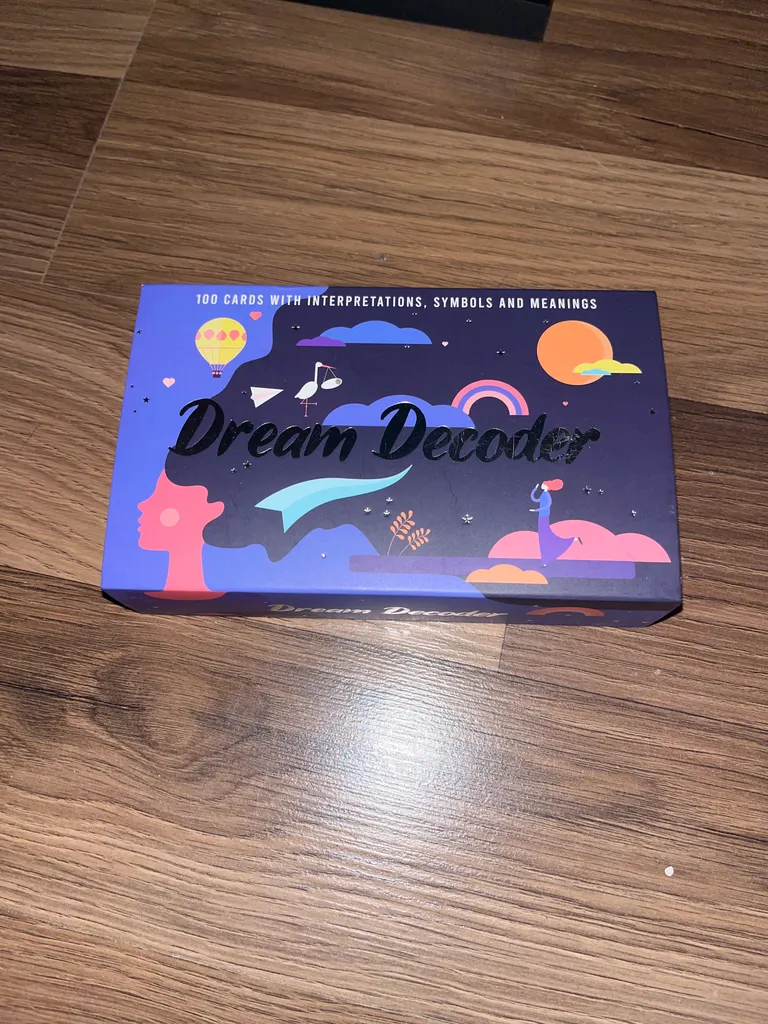 100 CARDS WITH INTERPRETATIONS, SYMBOLS AND MEANINGS
Dream Decoder
Dream Decoder